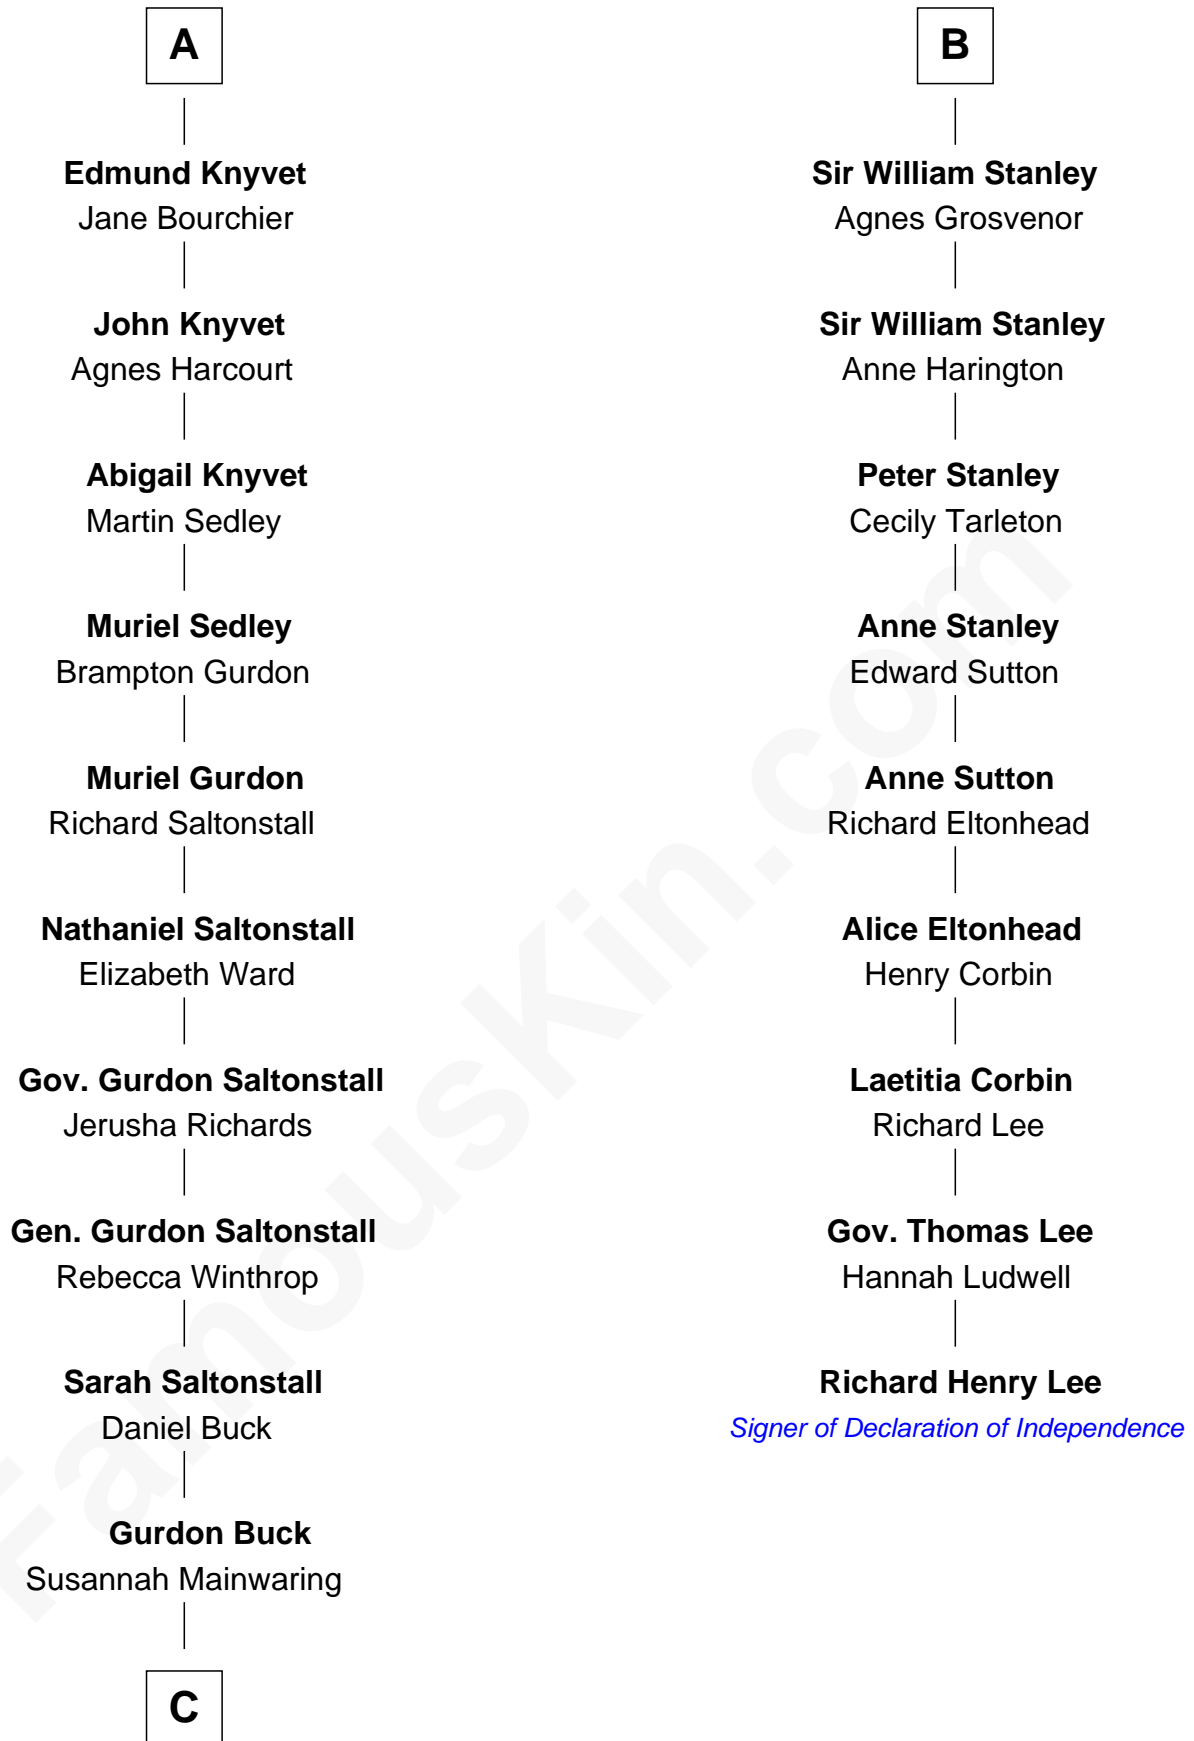 A
Edmund Knyvet
Jane Bourchier
John Knyvet
Agnes Harcourt
Abigail Knyvet
Martin Sedley
Muriel Sedley
Brampton Gurdon
Muriel Gurdon
Richard Saltonstall
Nathaniel Saltonstall
Elizabeth Ward
Gov. Gurdon Saltonstall
Jerusha Richards
Gen. Gurdon Saltonstall
Rebecca Winthrop
Sarah Saltonstall
Daniel Buck
Gurdon Buck
Susannah Mainwaring
C
B
Sir William Stanley
Agnes Grosvenor
Sir William Stanley
Anne Harington
Peter Stanley
Cecily Tarleton
Anne Stanley
Edward Sutton
Anne Sutton
Richard Eltonhead
Alice Eltonhead
Henry Corbin
Laetitia Corbin
Richard Lee
Gov. Thomas Lee
Hannah Ludwell
Richard Henry Lee
Signer of Declaration of Independence
FamousKin.com